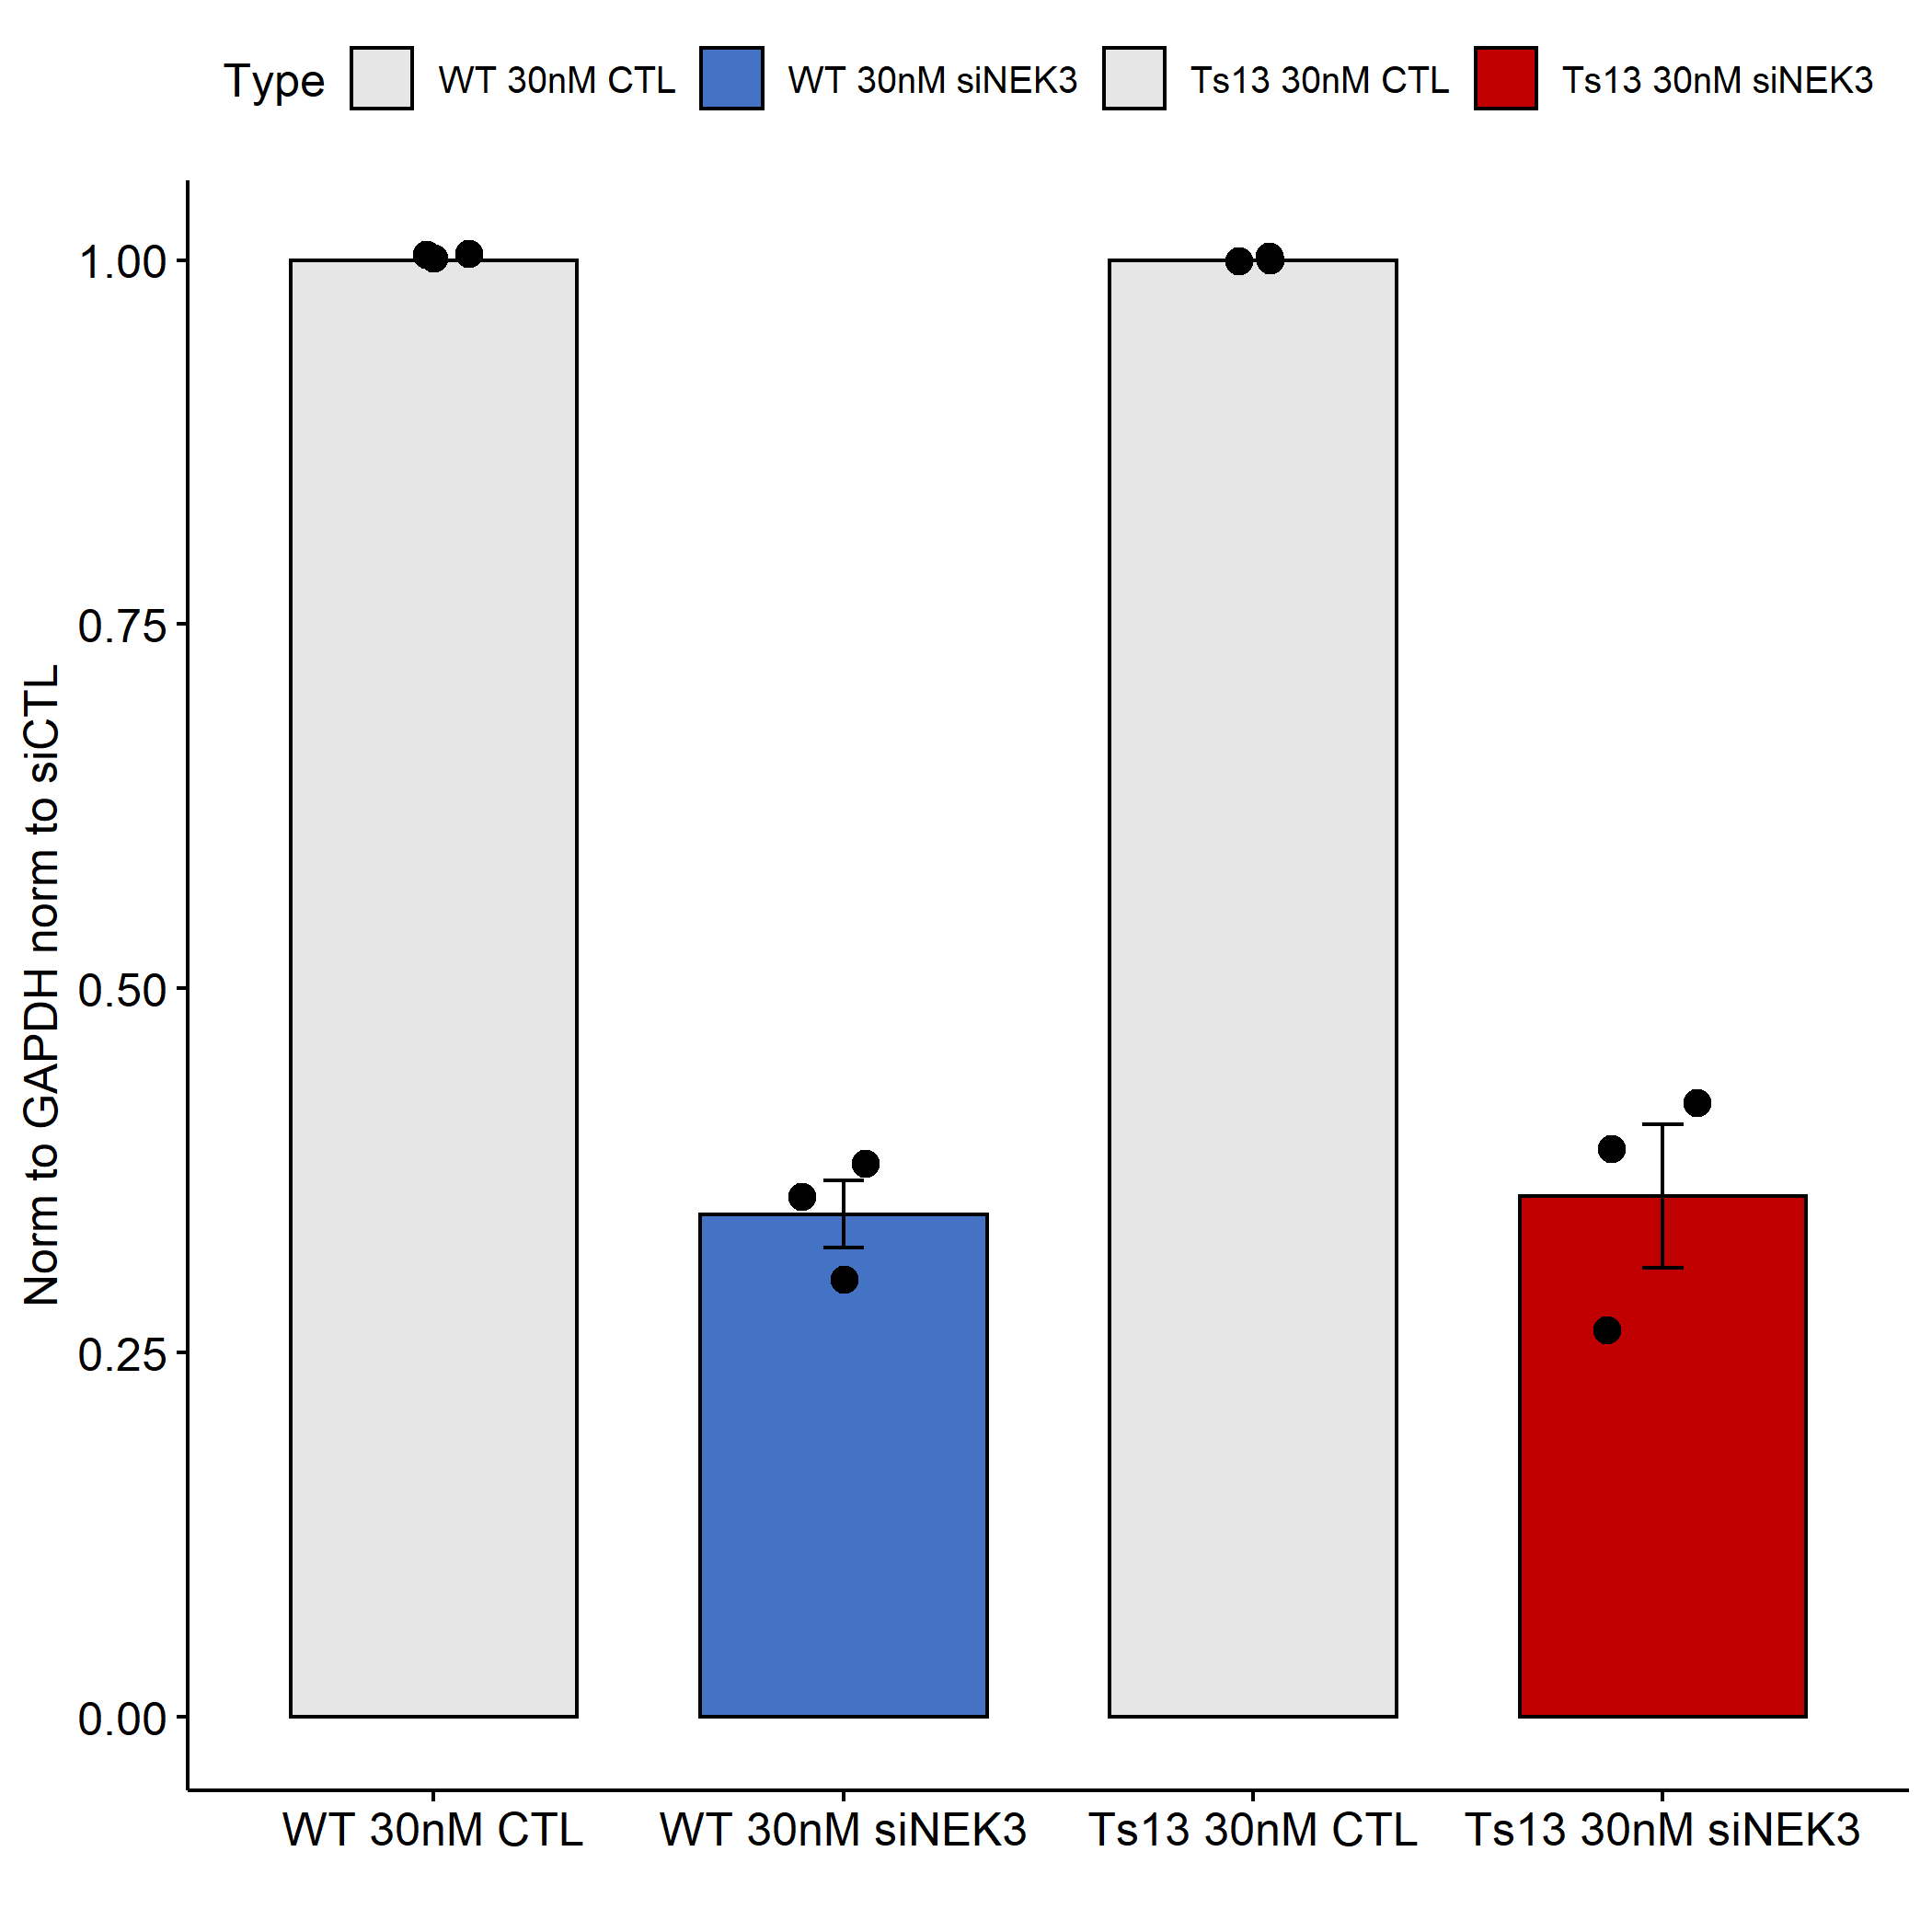 Type WT 30nM CTL WT 30nM siNEK3 Ts13 30nM CTL Ts13 30nM siNEK3
Norm to GAPDH norm to siCTL
1.00
0.75
0.50
0.25
0.00
WT 30nM CTL WT 30nM siNEK3 Ts13 30nM CTL Ts13 30nM siNEK3